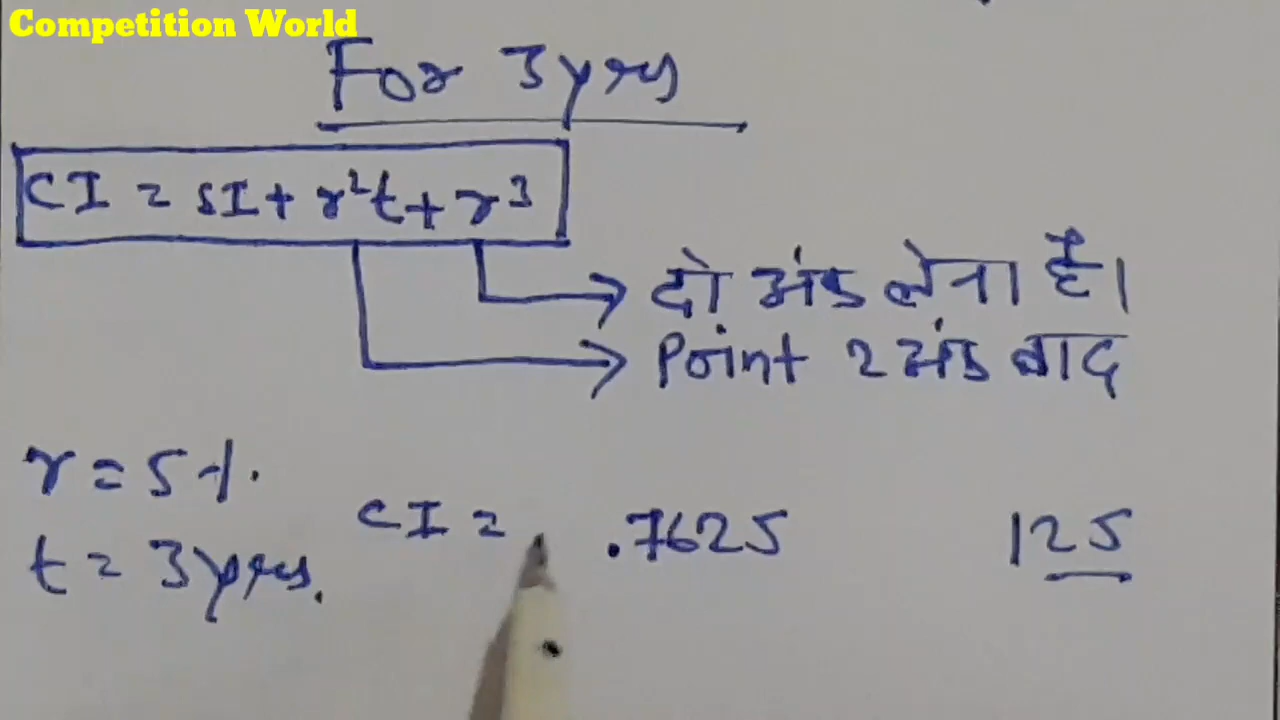 Competition World
For 3yrs
CI = SI + r²t + r³
दो अंक लेना है।
Point 2 अंक बाद
r = 5%.
t = 3yrs.
CI = .7625 125